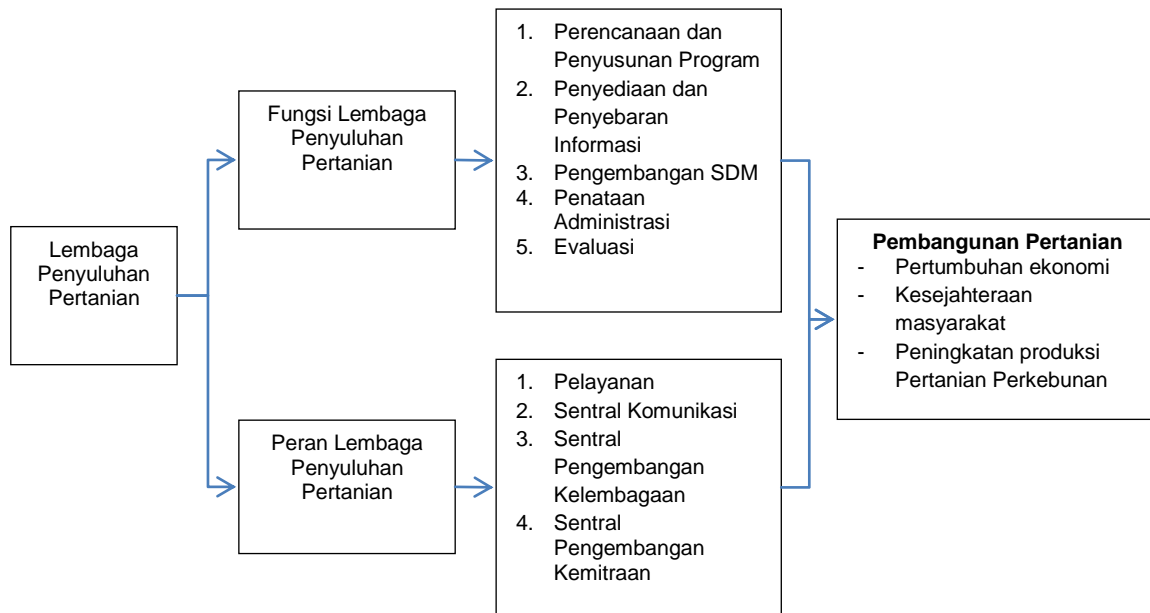 Lembaga
Penyuluhan
Pertanian
Fungsi Lembaga
Penyuluhan
Pertanian
1. Perencanaan dan
Penyusunan Program
2. Penyediaan dan
Penyebaran
Informasi
3. Pengembangan SDM
4. Penataan
Administrasi
5. Evaluasi
Peran Lembaga
Penyuluhan
Pertanian
1. Pelayanan
2. Sentral Komunikasi
3. Sentral
Pengembangan
Kelembagaan
4. Sentral
Pengembangan
Kemitraan
Pembangunan Pertanian
- Pertumbuhan ekonomi
- Kesejahteraan
masyarakat
- Peningkatan produksi
Pertanian Perkebunan